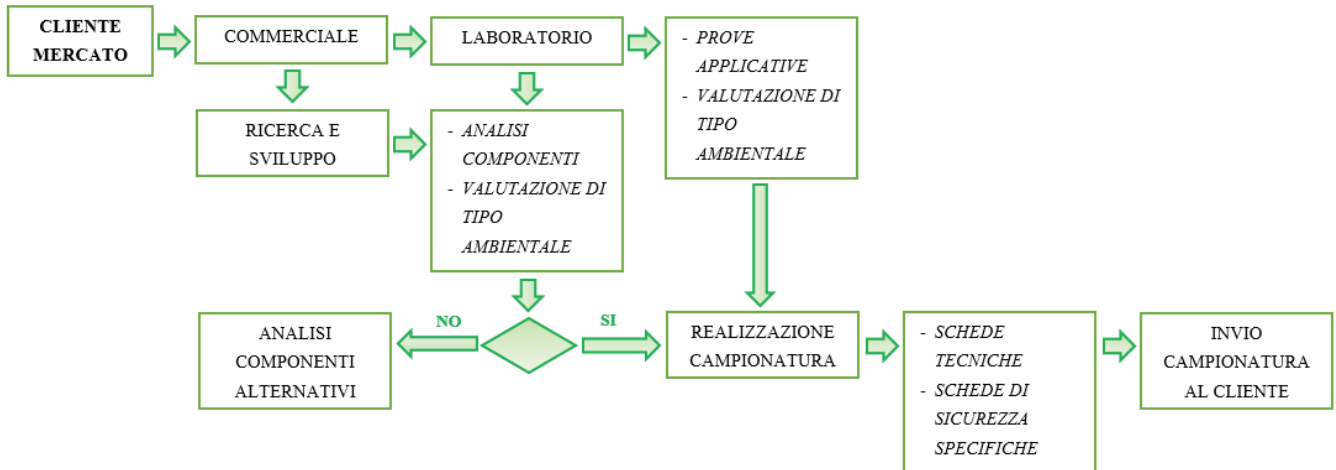 CLIENTE
MERCATO
COMMERCIALE
LABORATORIO
- PROVE
APPLICATIVE
- VALUTAZIONE DI
TIPO
AMBIENTALE
RICERCA E
SVILUPPO
- ANALISI
COMPONENTI
- VALUTAZIONE DI
TIPO
AMBIENTALE
NO
SI
ANALISI
COMPONENTI
ALTERNATIVI
REALIZZAZIONE
CAMPIONATURA
- SCHEDE
TECNICHE
- SCHEDE DI
SICUREZZA
SPECIFICHE
INVIO
CAMPIONATURA
AL CLIENTE